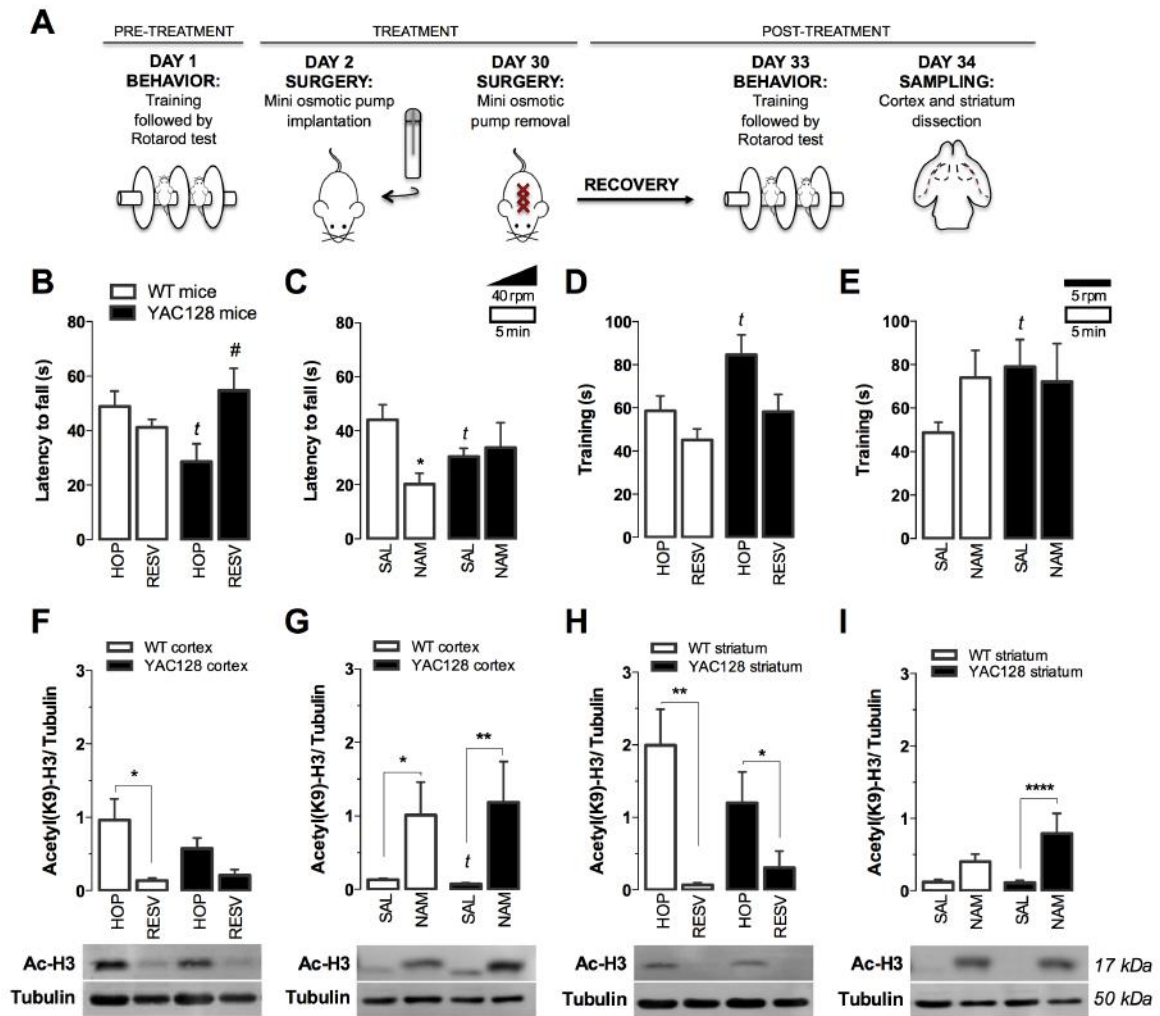 A
PRE-TREATMENT
TREATMENT
POST-TREATMENT
DAY 1
BEHAVIOR:
Training
followed by
Rotarod test
DAY 2
SURGERY:
Mini osmotic pump
implantation
DAY 30
SURGERY:
Mini osmotic
pump removal
RECOVERY
DAY 33
BEHAVIOR:
Training
followed by
Rotarod test
DAY 34
SAMPLING:
Cortex and striatum
dissection
B
WT mice
YAC128 mice
Latency to fall (s)
80
60
40
20
0
t
#
HOP
RESV
HOP
RESV
C
40 rpm
5 min
Latency to fall (s)
80
60
40
20
0
*
t
SAL
NAM
SAL
NAM
D
Training (s)
100
80
60
40
20
0
t
HOP
RESV
HOP
RESV
E
5 rpm
5 min
Training (s)
100
80
60
40
20
0
t
SAL
NAM
SAL
NAM
F
WT cortex
YAC128 cortex
Acetyl(K9)-H3/ Tubulin
3
2
1
0
*
HOP
RESV
HOP
RESV
Ac-H3
Tubulin
G
WT cortex
YAC128 cortex
Acetyl(K9)-H3/ Tubulin
3
2
1
0
*
**
t
SAL
NAM
SAL
NAM
Ac-H3
Tubulin
H
WT striatum
YAC128 striatum
Acetyl(K9)-H3/ Tubulin
3
2
1
0
**
*
HOP
RESV
HOP
RESV
Ac-H3
Tubulin
I
WT striatum
YAC128 striatum
Acetyl(K9)-H3/ Tubulin
3
2
1
0
****
SAL
NAM
SAL
NAM
Ac-H3
17 kDa
Tubulin
50 kDa